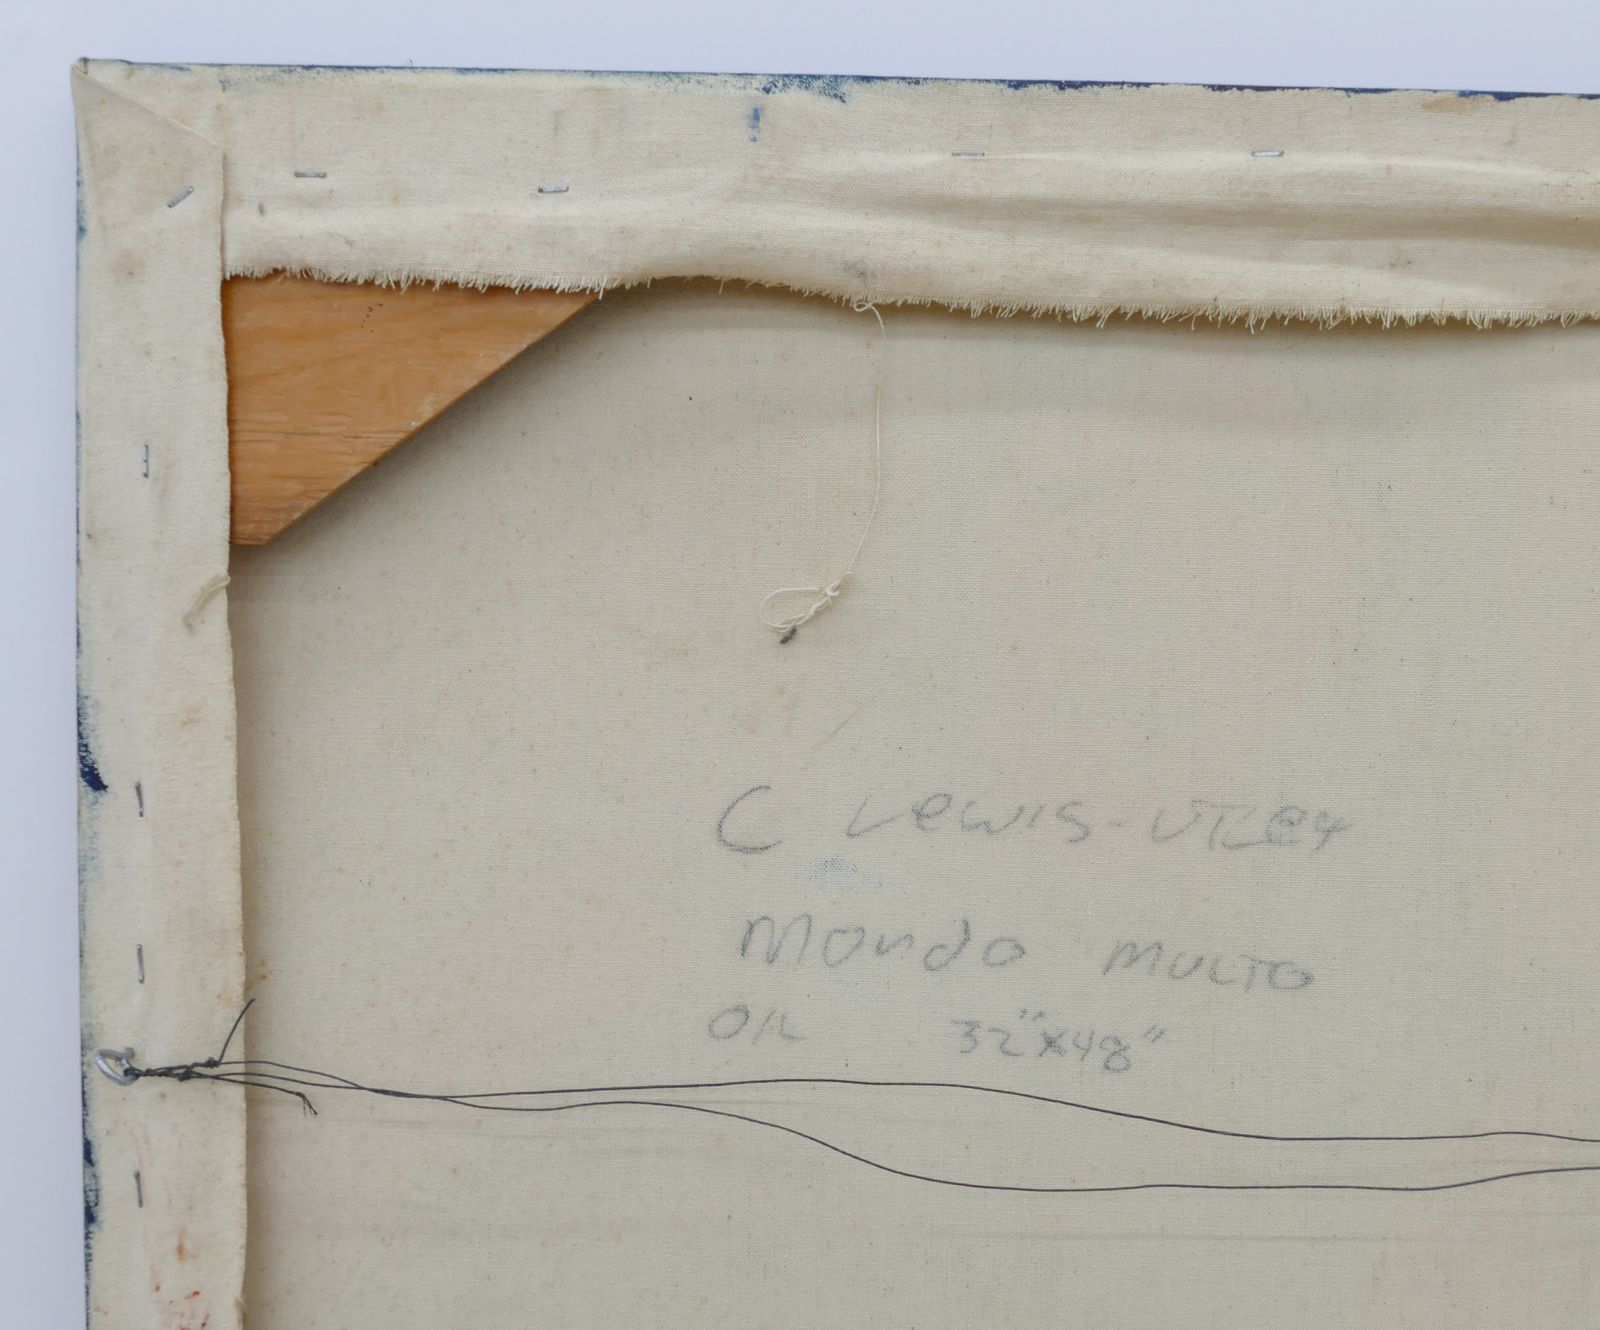 C Lewis-UTLey
Mondo MULTO
OIL 32"x48"